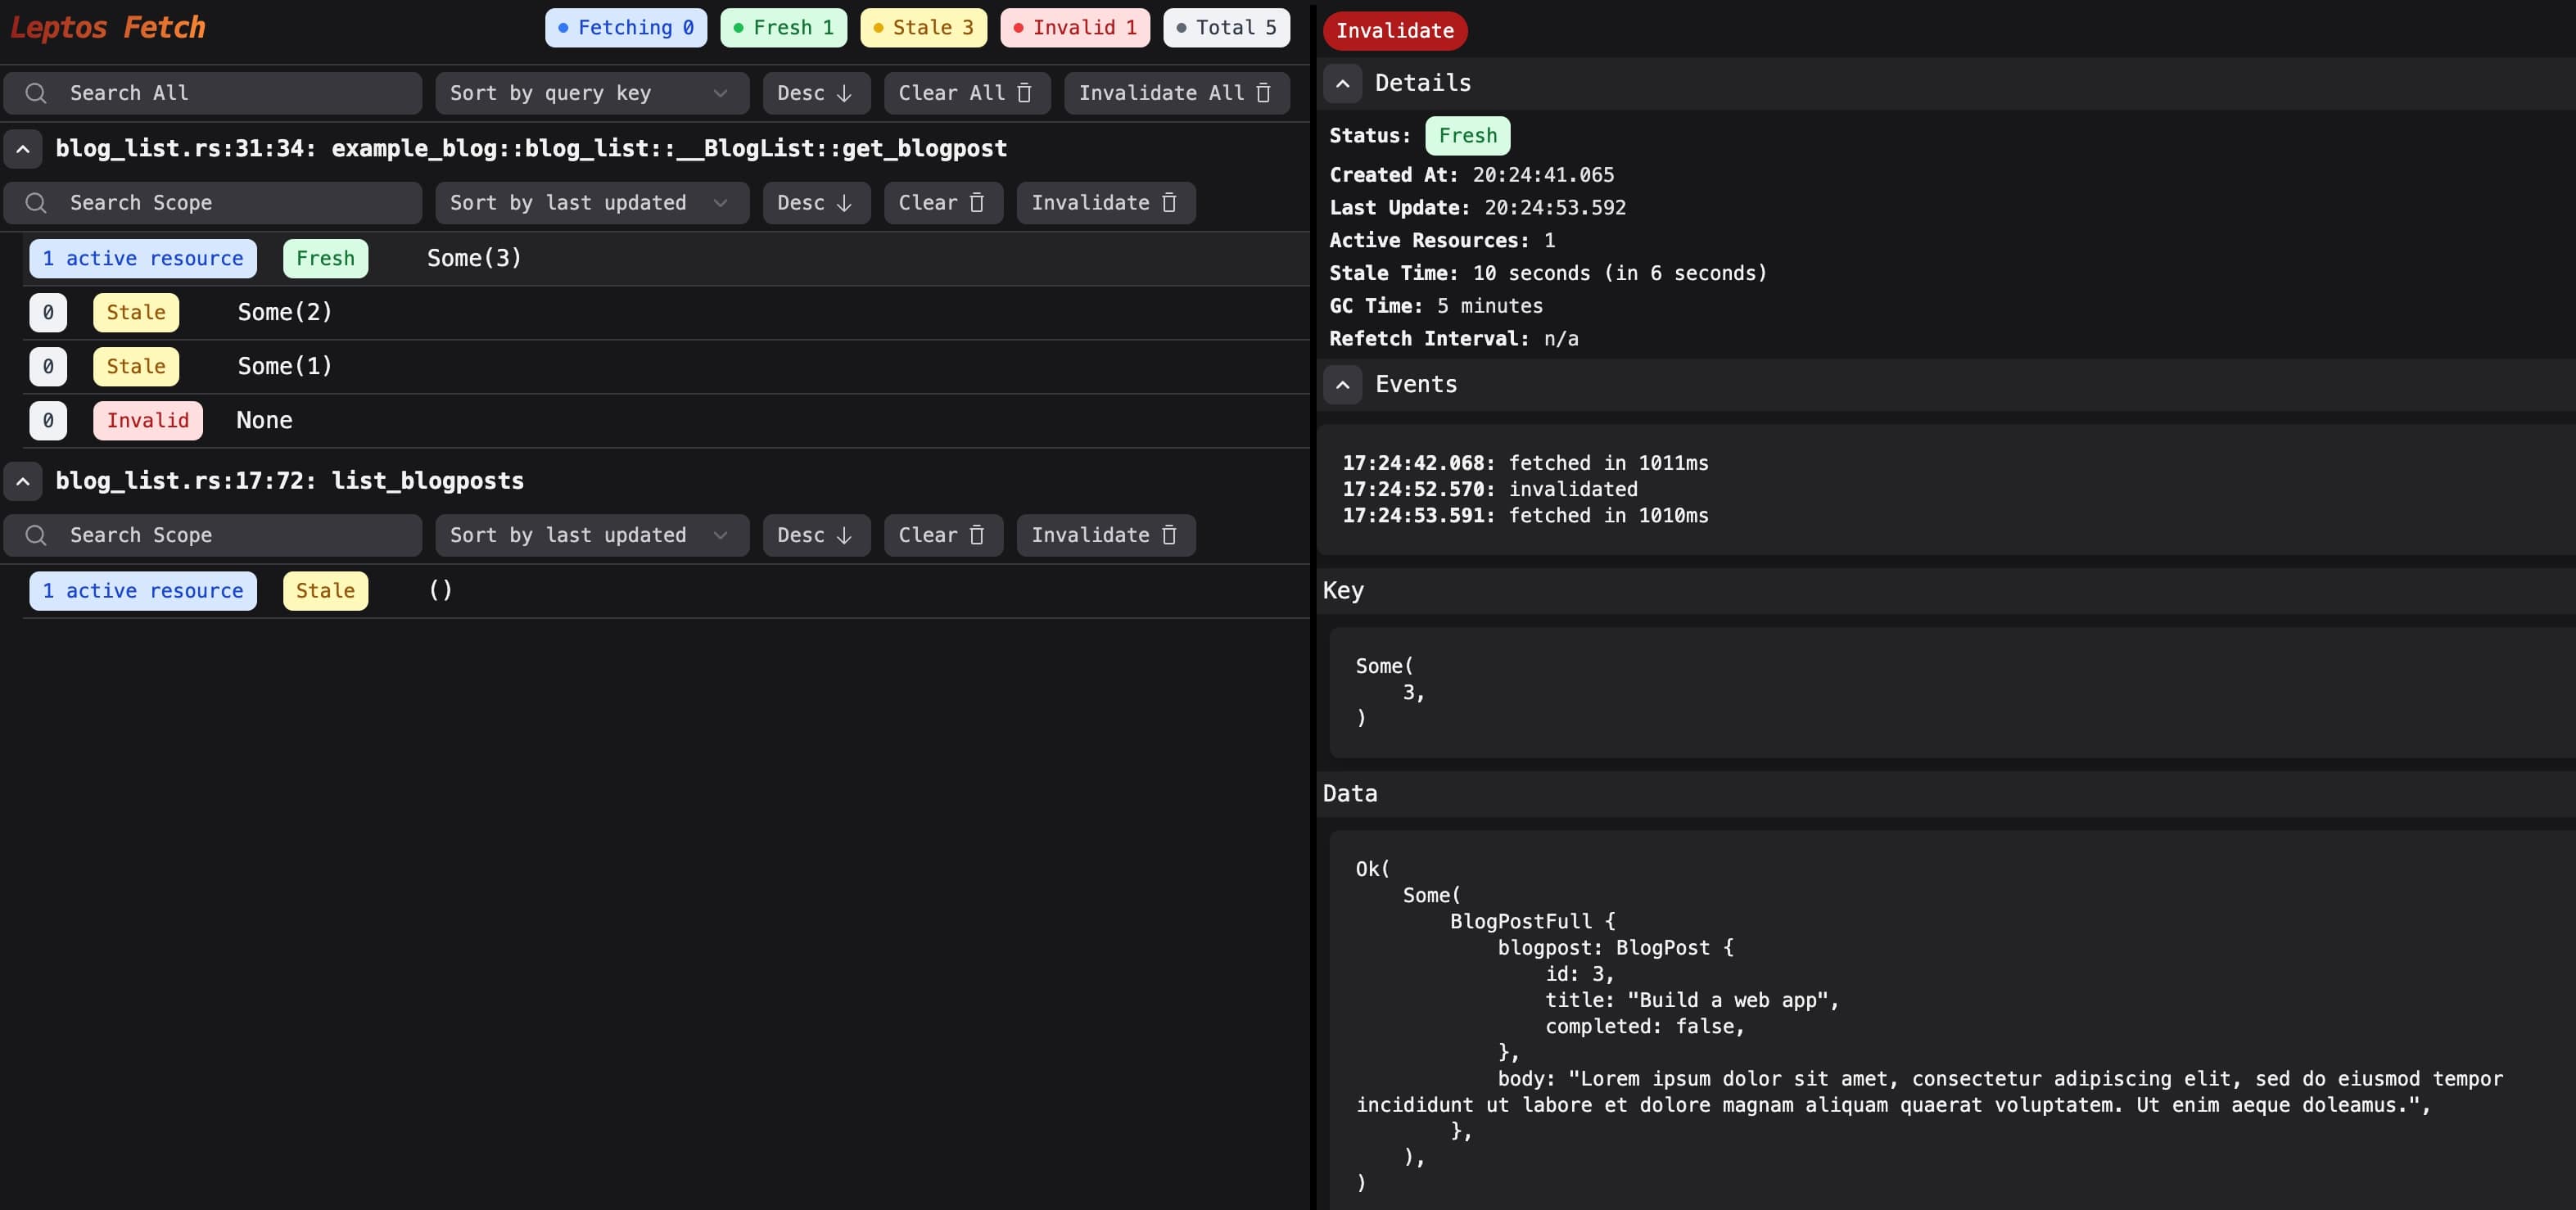 Leptos Fetch
Fetching 0
Fresh 1
Stale 3
Invalid 1
Total 5
Search All
Sort by query key
Desc
Clear All
Invalidate All
blog_list.rs:31:34: example_blog::blog_list::__BlogList::get_blogpost
Search Scope
Sort by last updated
Desc
Clear
Invalidate
1 active resource Fresh Some(3)
0 Stale Some(2)
0 Stale Some(1)
0 Invalid None
blog_list.rs:17:72: list_blogposts
Search Scope
Sort by last updated
Desc
Clear
Invalidate
1 active resource Stale ()
Invalidate
Details
Status: Fresh
Created At: 20:24:41.065
Last Update: 20:24:53.592
Active Resources: 1
Stale Time: 10 seconds (in 6 seconds)
GC Time: 5 minutes
Refetch Interval: n/a
Events
17:24:42.068: fetched in 1011ms
17:24:52.570: invalidated
17:24:53.591: fetched in 1010ms
Key
Some(
    3,
)
Data
Ok(
    Some(
        BlogPostFull {
            blogpost: BlogPost {
                id: 3,
                title: "Build a web app",
                completed: false,
            },
            body: "Lorem ipsum dolor sit amet, consectetur adipiscing elit, sed do eiusmod tempor
incididunt ut labore et dolore magnam aliquam quaerat voluptatem. Ut enim aeque doleamus.",
        },
    ),
)